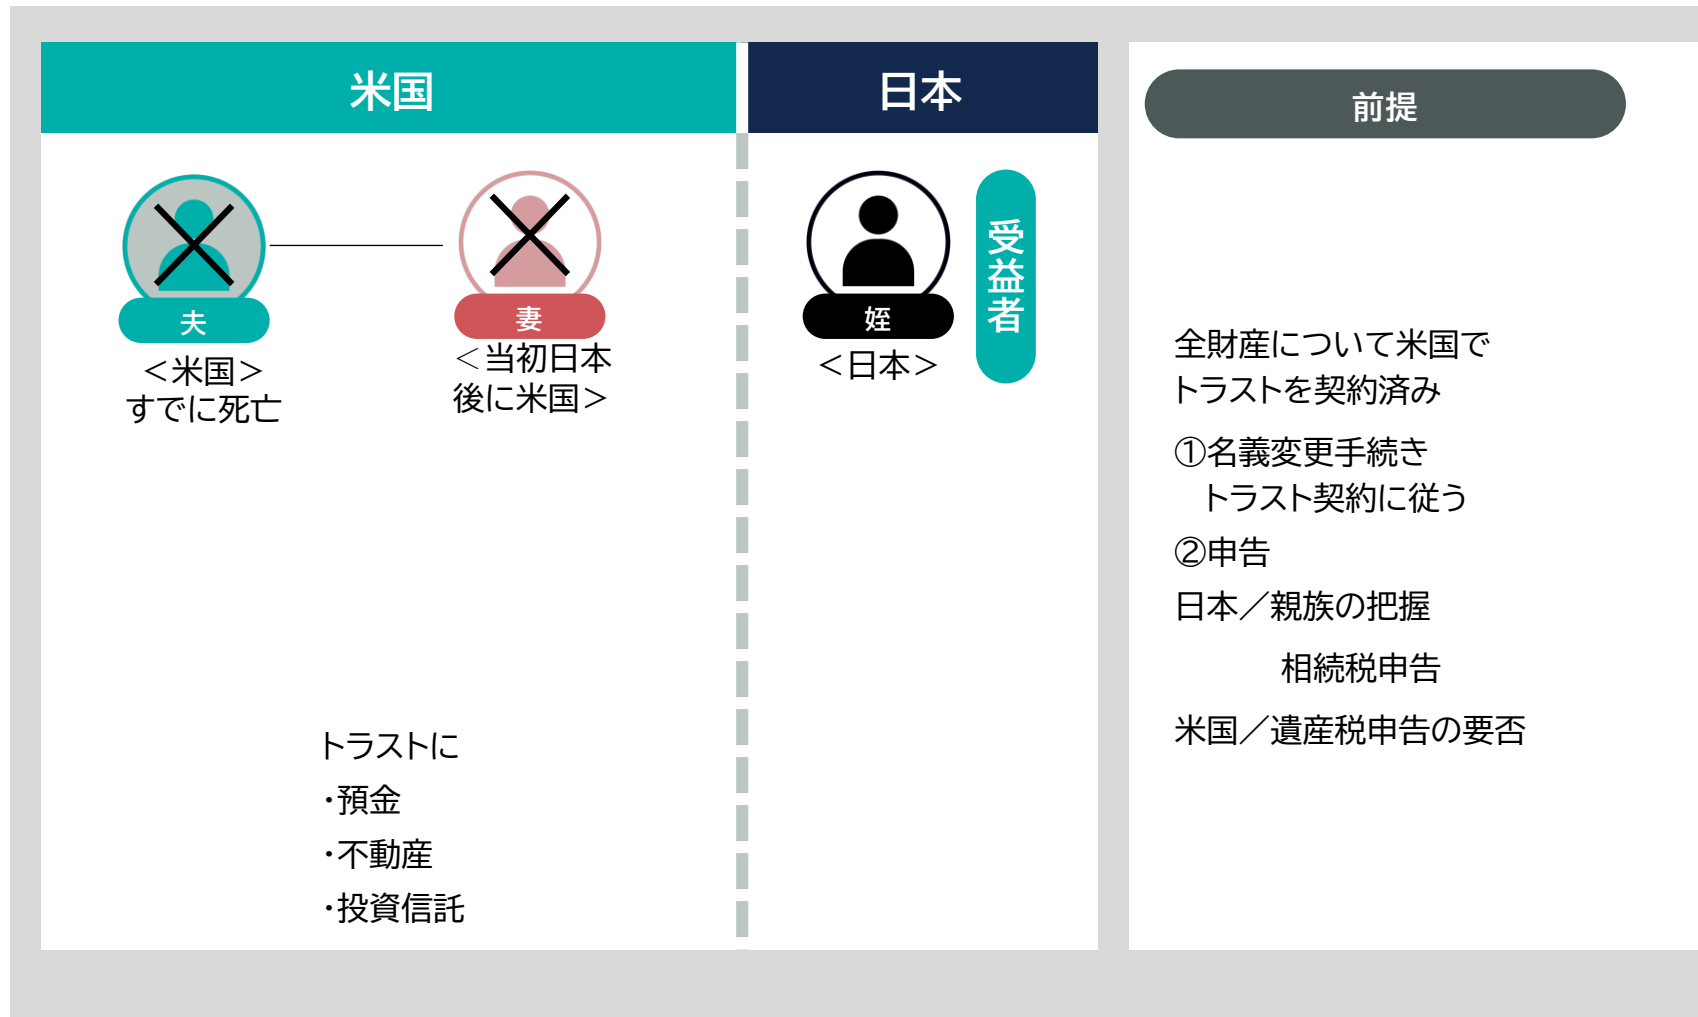 米国
日本
夫
<米国>
すでに死亡
妻
<当初日本
後に米国>
姪
<日本>
受益者
トラストに
・預金
・不動産
・投資信託
前提
全財産について米国で
トラストを契約済み
①名義変更手続き
トラスト契約に従う
②申告
日本／親族の把握
相続税申告
米国／遺産税申告の要否